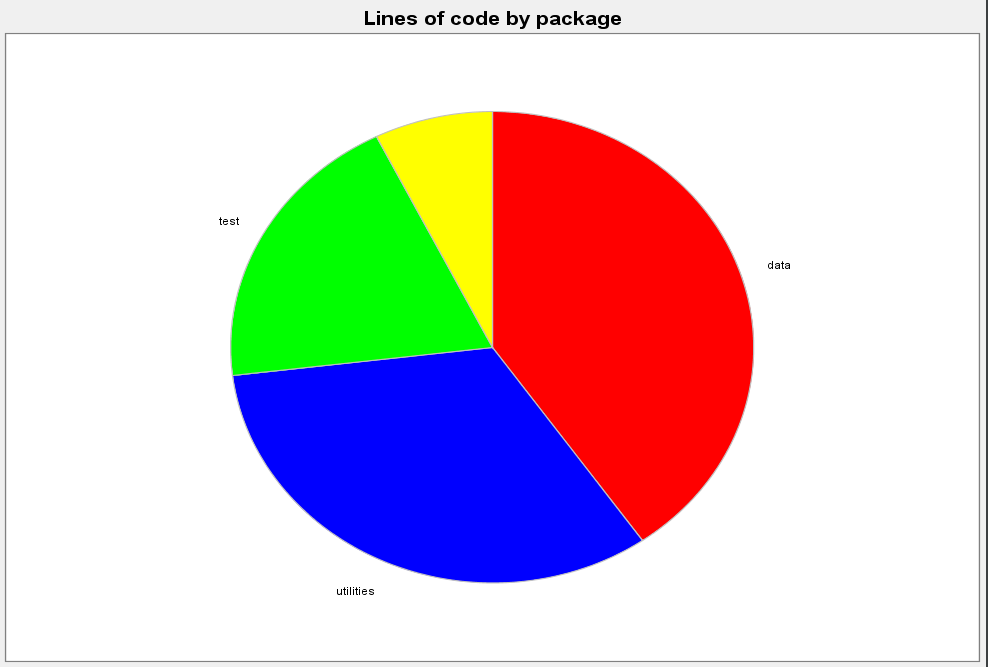 Lines of code by package
test
data
utilities